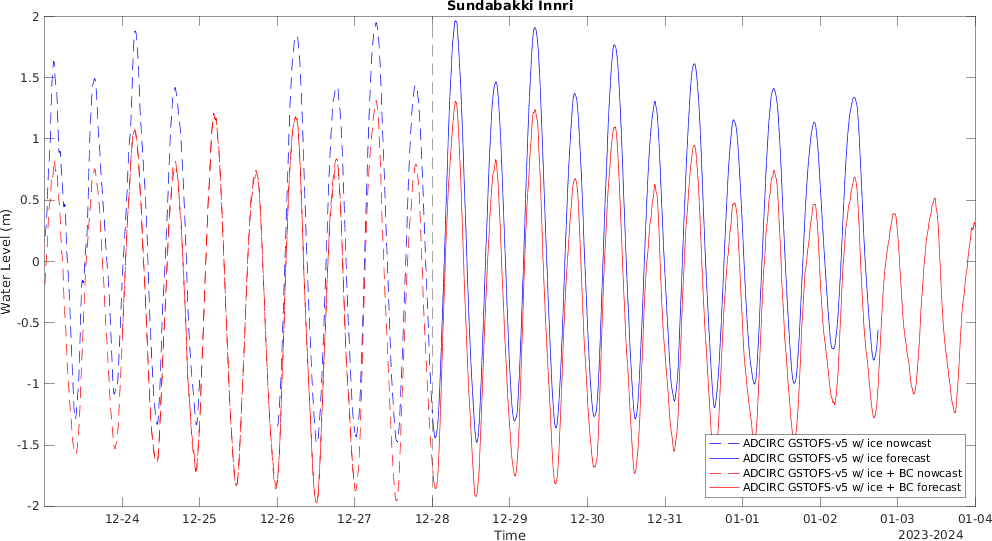 Sundabakki Innri
2
1.5
1
0.5
0
-0.5
-1
-1.5
-2
Water Level (m)
12-24 12-25 12-26 12-27 12-28 12-29 12-30 12-31 01-01 01-02 01-03 01-04
Time
2023-2024
ADCIRC GSTOFS-v5 w/ ice nowcast
ADCIRC GSTOFS-v5 w/ ice forecast
ADCIRC GSTOFS-v5 w/ ice + BC nowcast
ADCIRC GSTOFS-v5 w/ ice + BC forecast